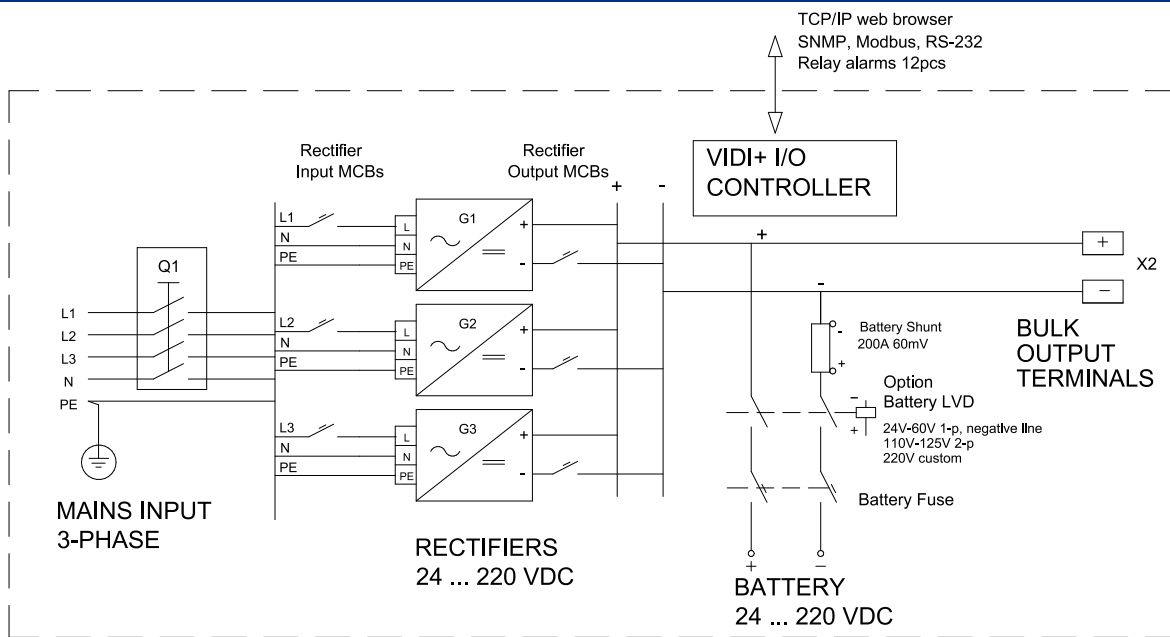 TCP/IP web browser
SNMP, Modbus, RS-232
Relay alarms 12pcs
Rectifier
Input MCBs
Rectifier
Output MCBs
+
-
VIDI+ I/O
CONTROLLER
L1
N
PE
L
N
PE
G1
+
-
+
+
X2
−
-
Q1
L1
L2
L3
N
PE
L2
N
PE
L
N
PE
G2
+
-
Battery Shunt
200A 60mV
-
+
BULK
OUTPUT
TERMINALS
Option
Battery LVD
−
+
24V-60V 1-p, negative line
110V-125V 2-p
220V custom
L3
N
PE
L
N
PE
G3
+
-
Battery Fuse
MAINS INPUT
3-PHASE
RECTIFIERS
24 ... 220 VDC
+
−
BATTERY
24 ... 220 VDC